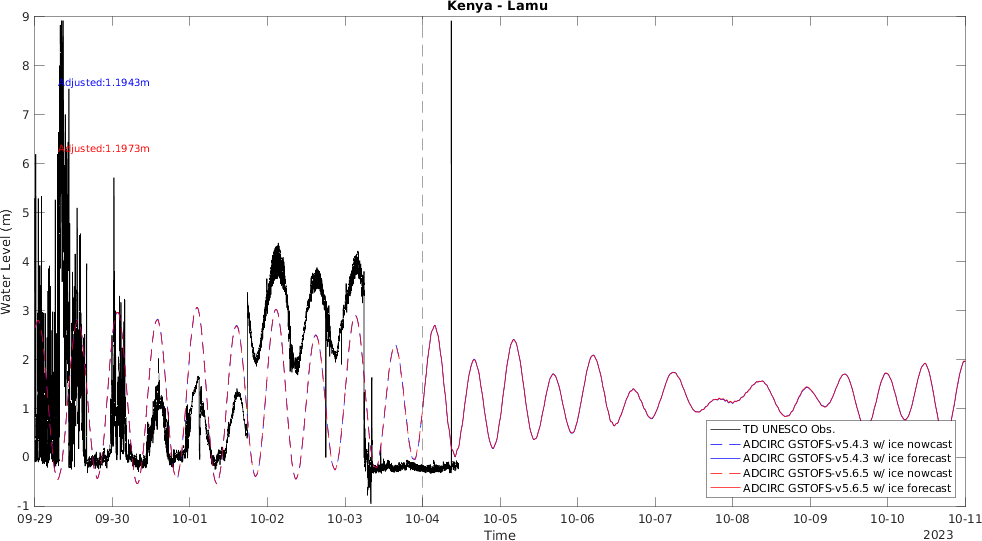 Kenya - Lamu
9
8
7
6
5
4
3
2
1
0
-1
Water Level (m)
Adjusted:1.1943m
Adjusted:1.1973m
TD UNESCO Obs.
ADCIRC GSTOFS-v5.4.3 w/ ice nowcast
ADCIRC GSTOFS-v5.4.3 w/ ice forecast
ADCIRC GSTOFS-v5.6.5 w/ ice nowcast
ADCIRC GSTOFS-v5.6.5 w/ ice forecast
09-29 09-30 10-01 10-02 10-03 10-04 10-05 10-06 10-07 10-08 10-09 10-10 10-11
Time
2023